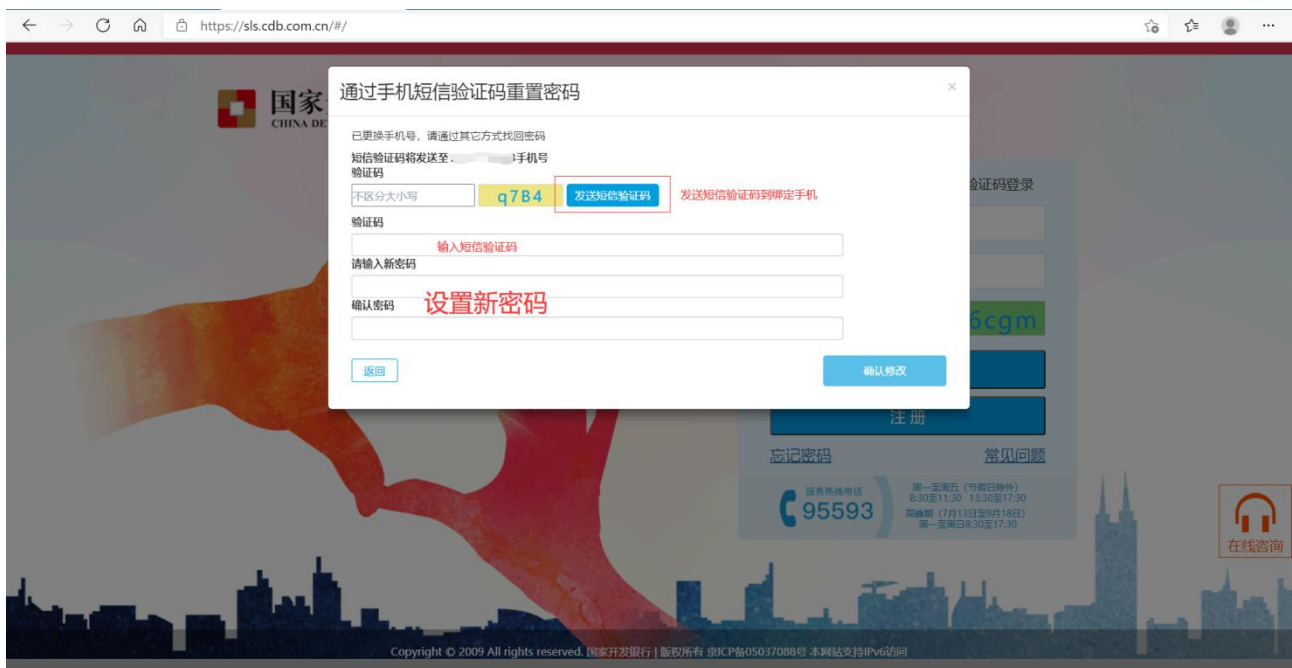 https://sls.cdb.com.cn/#/
国家
CHINA DE
通过手机短信验证码重置密码
已更换手机号，请通过其它方式找回密码
短信验证码将发送至 手机号
验证码
不区分大小写
q7B4
发送短信验证码
发送短信验证码到绑定手机
验证码
输入短信验证码
请输入新密码
确认密码
设置新密码
返回
确认修改
验证码登录
6cgm
注 册
忘记密码
常见问题
服务热线电话
95593
周一至周五（节假日除外）
8:30至11:30 13:30至17:30
高峰期（7月13日至9月18日）
周一至周日8:30至17:30
在线咨询
Copyright © 2009 All rights reserved. 国家开发银行 | 版权所有 京ICP备05037088号 本网站支持IPv6访问